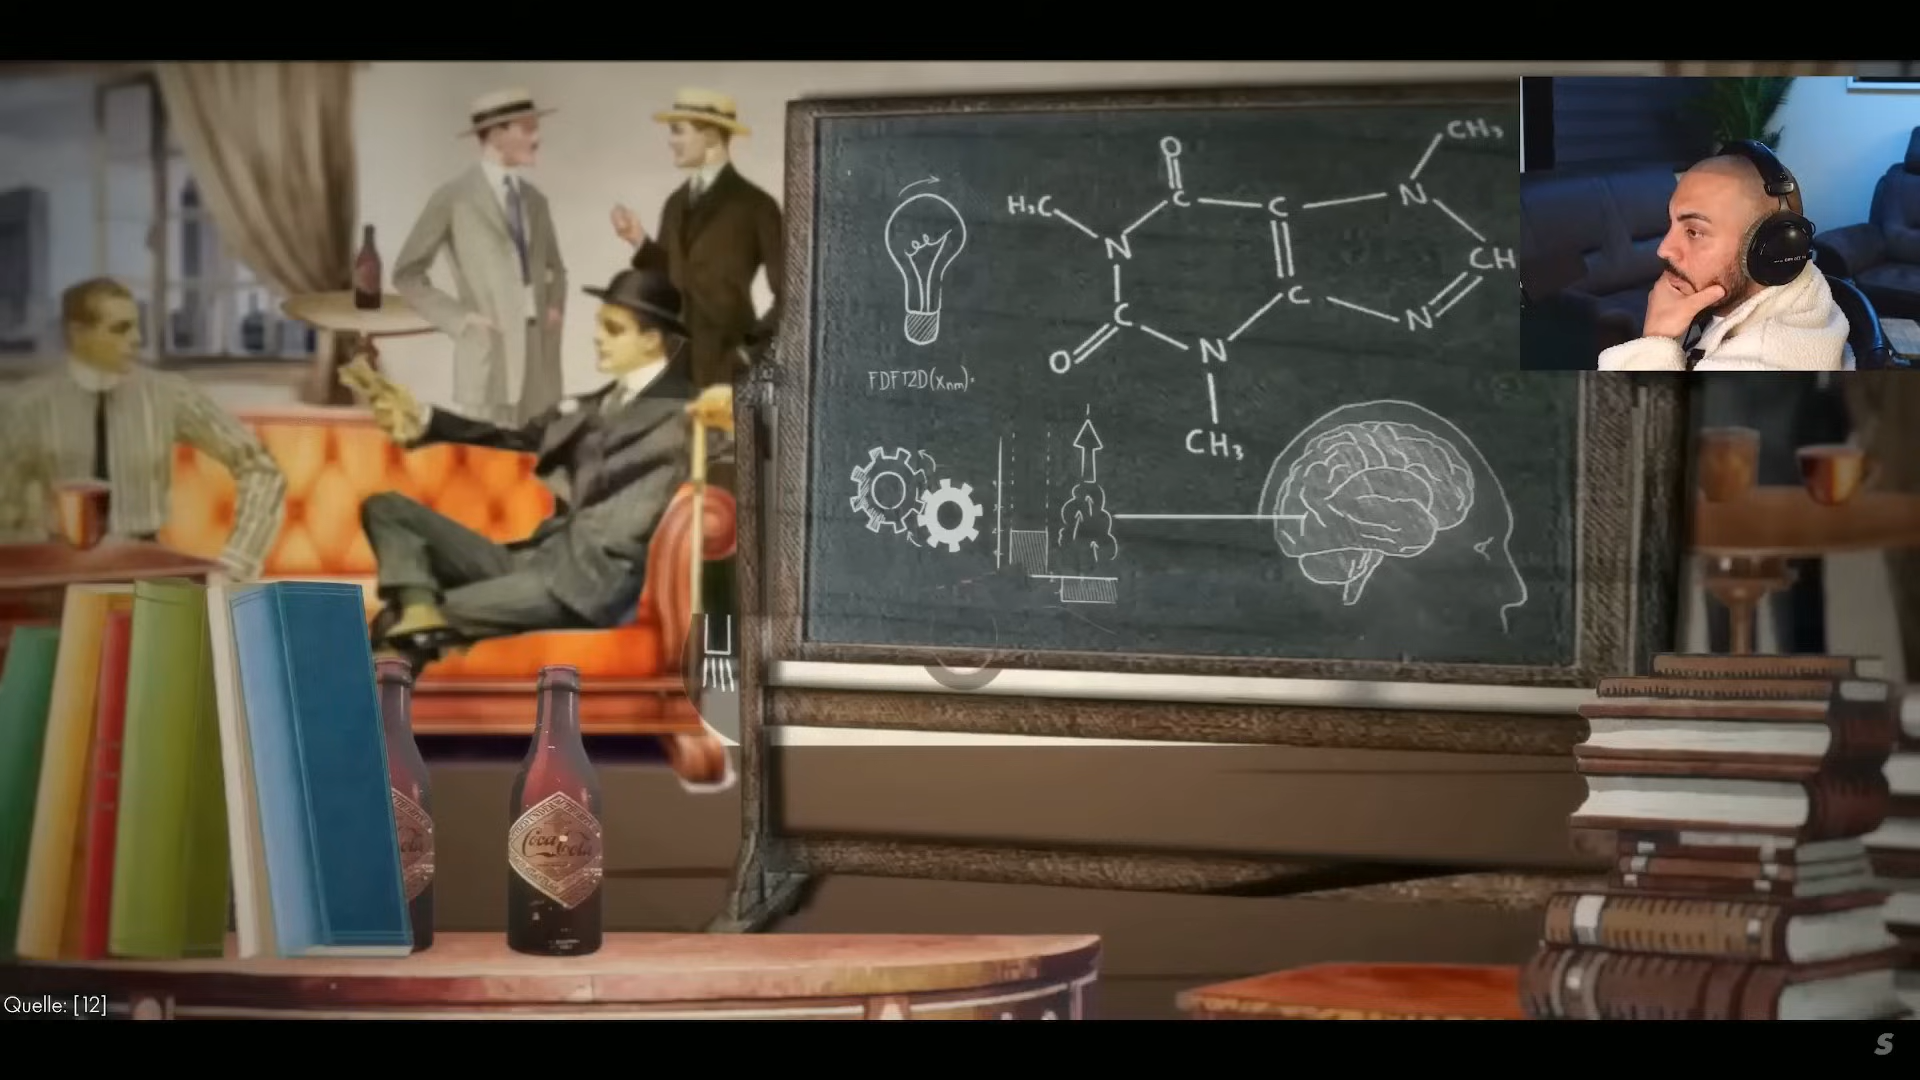 O
CH₃
H₃C
C
C
N
N
CH
C
C
N
O
N
CH₃
FDFT2D(xnm)=
Coca Cola
Quelle: [12]
S